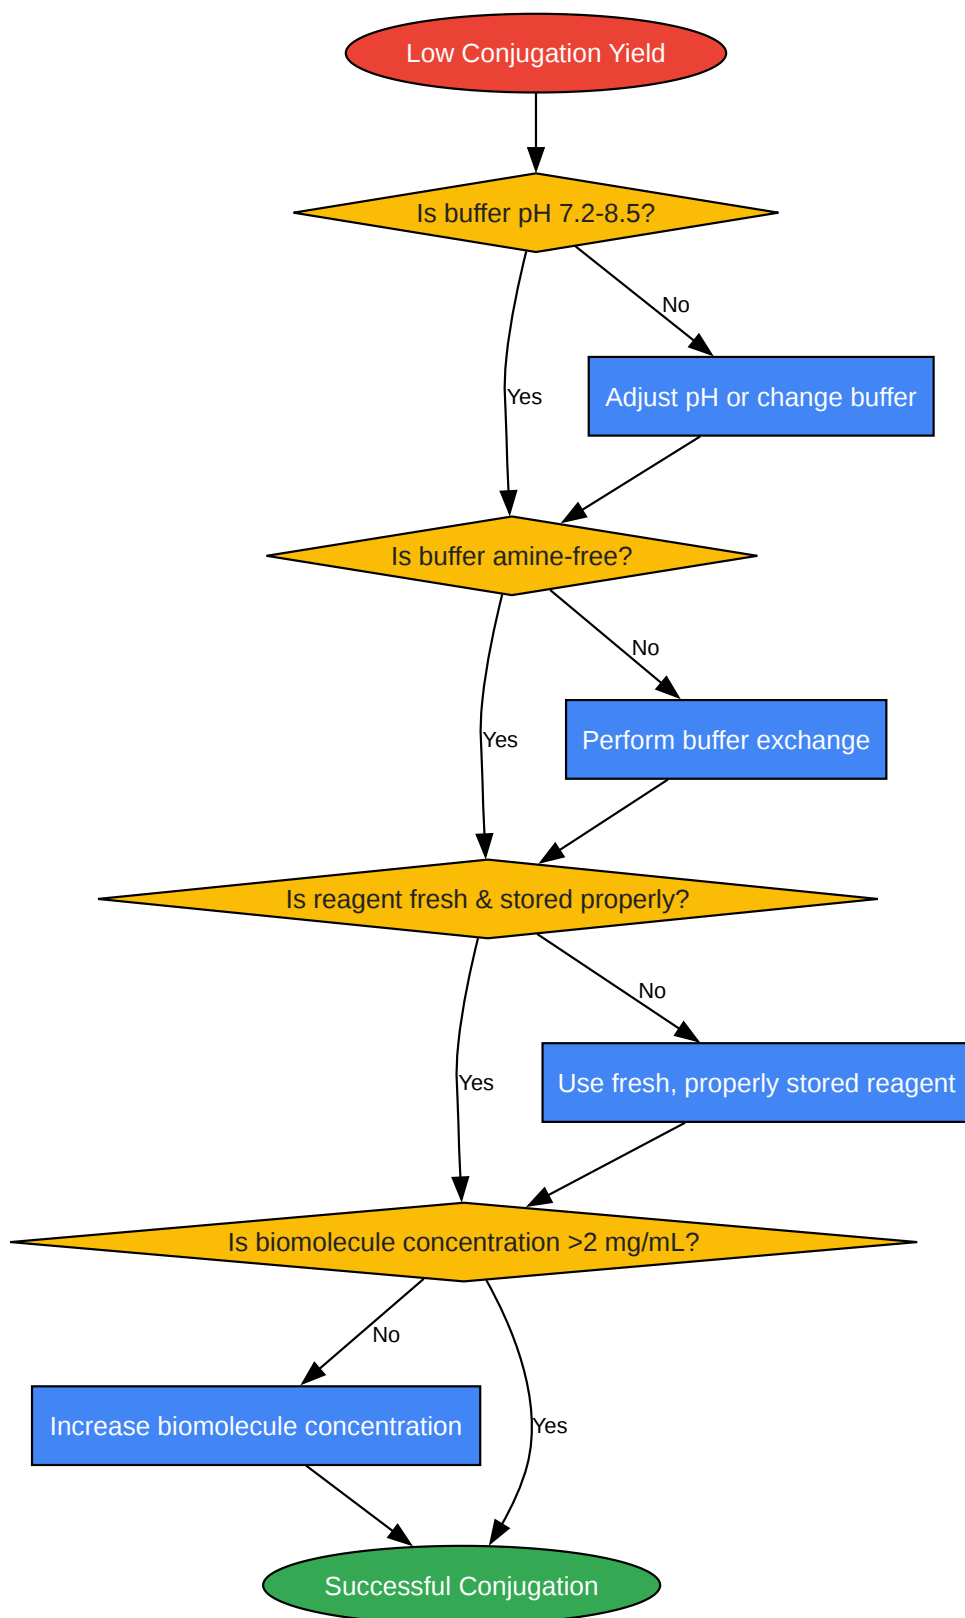 Low Conjugation Yield
Is buffer pH 7.2-8.5?
No
Yes
Adjust pH or change buffer
Is buffer amine-free?
No
Yes
Perform buffer exchange
Is reagent fresh & stored properly?
No
Yes
Use fresh, properly stored reagent
Is biomolecule concentration >2 mg/mL?
No
Increase biomolecule concentration
Yes
Successful Conjugation